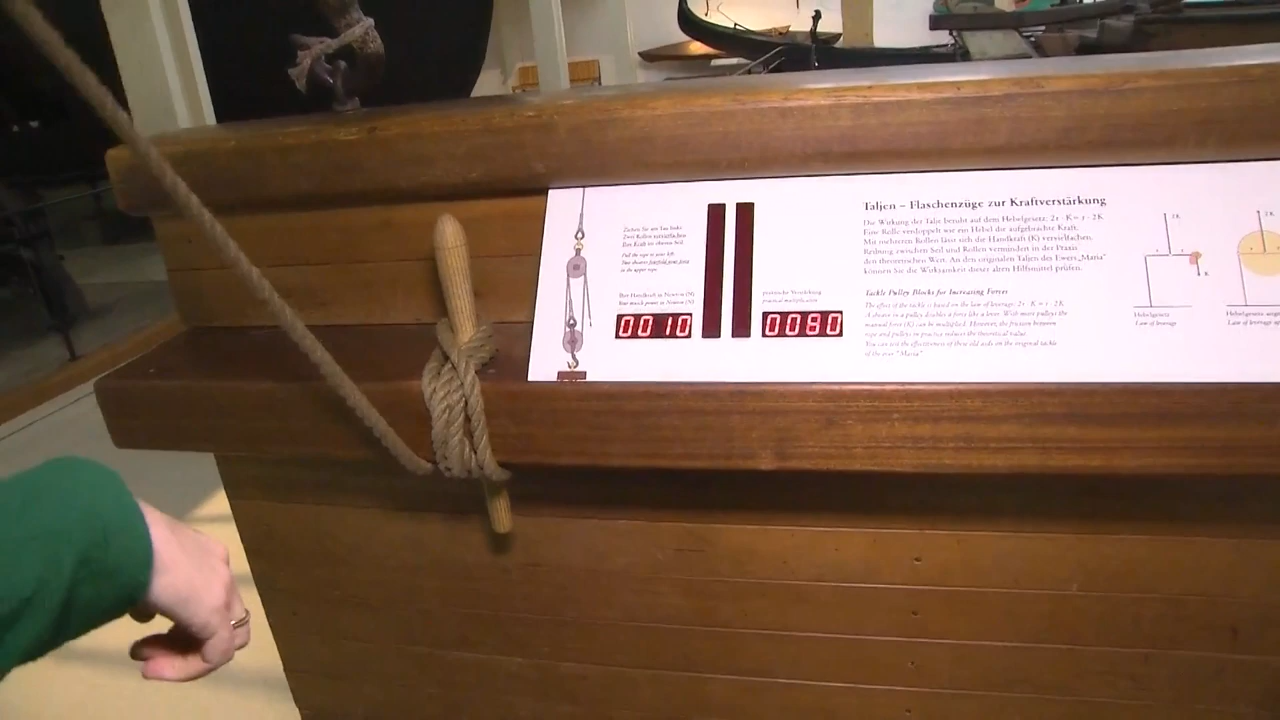 Ziehen Sie am Tau links.
Zwei Rollen vervierfachen
Ihre Kraft im oberen Seil.
Pull the rope to your left.
Two sheaves fourfold your force
in the upper rope.
Ihre Handkraft in Newton (N)
Your muscle power in Newton (N)
0010
praktische Verstärkung
practical multiplication
0080
Taljen – Flaschenzüge zur Kraftverstärkung
Die Wirkung der Talje beruht auf dem Hebelgesetz: 2r · K = r · 2K
Eine Rolle verdoppelt wie ein Hebel die aufgebrachte Kraft.
Mit mehreren Rollen lässt sich die Handkraft (K) vervielfachen.
Reibung zwischen Seil und Rollen vermindert in der Praxis
den theoretischen Wert. An den originalen Taljen des Ewers „Maria"
können Sie die Wirksamkeit dieser alten Hilfsmittel prüfen.
Tackle Pulley Blocks for Increasing Forces
The effect of the tackle is based on the law of leverage: 2r · K = r · 2K
A sheave in a pulley doubles a force like a lever. With more pulleys the
manual force (K) can be multiplied. However, the friction between
rope and pulleys in practice reduces the theoretical value.
You can test the effectiveness of these old aids on the original tackle
of the ewer "Maria".
2K
K
Hebelgesetz
Law of leverage
2K
Hebelgesetz
Law of leverage